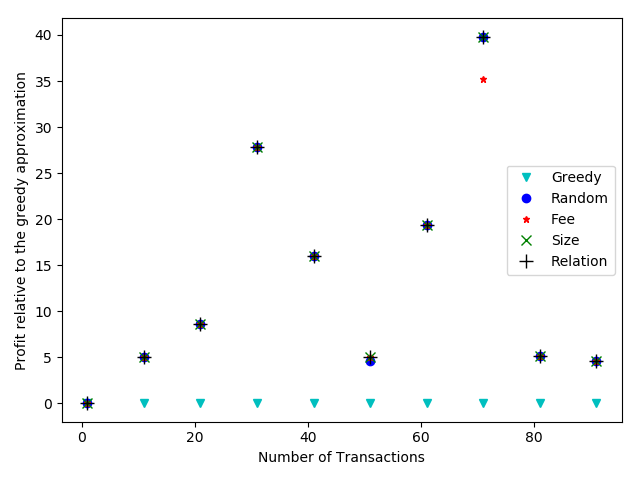 40
35
30
25
20
15
10
5
0
Profit relative to the greedy approximation
Greedy
Random
Fee
Size
Relation
0 20 40 60 80
Number of Transactions